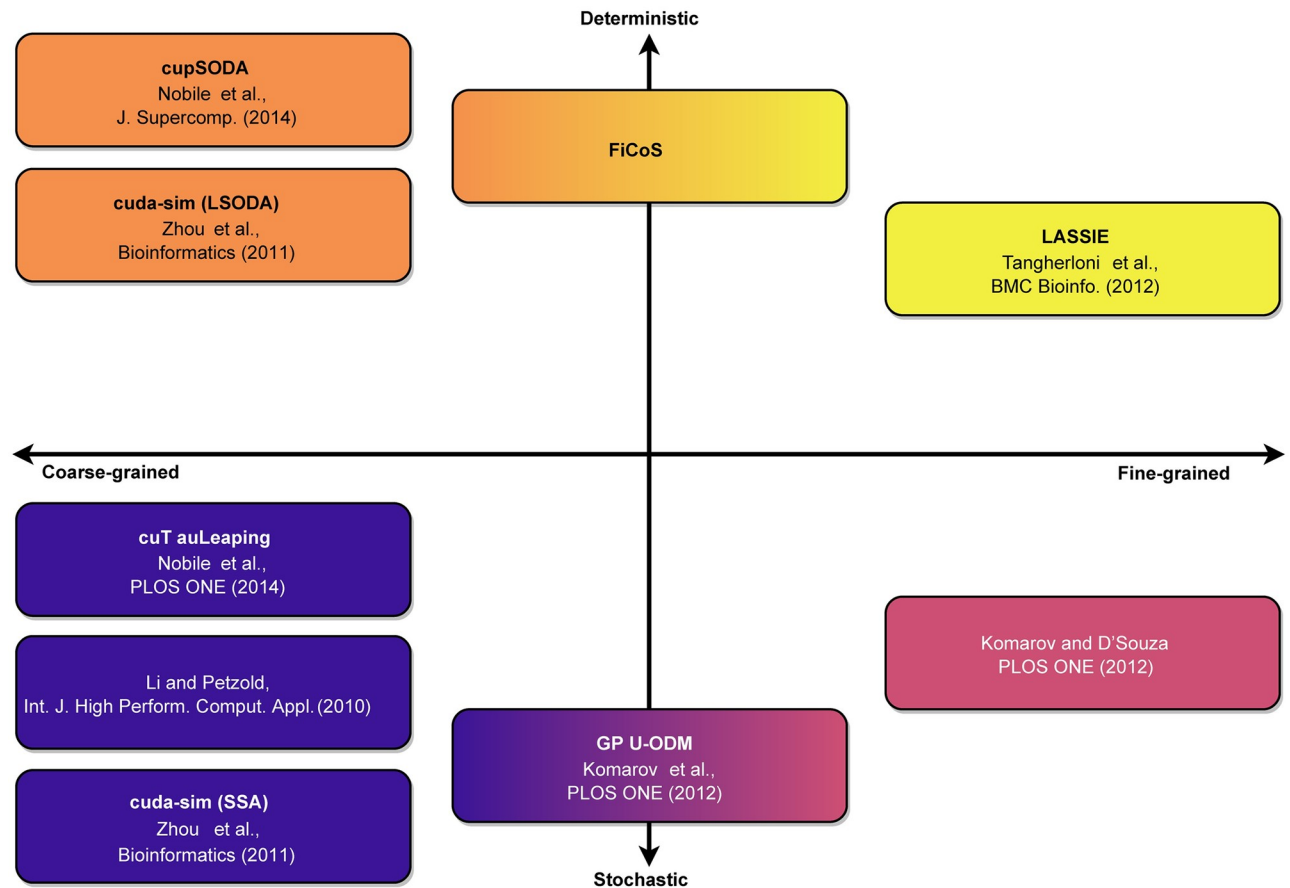 Deterministic
cupSODA
Nobile et al.,
J. Supercomp. (2014)
FiCoS
cuda-sim (LSODA)
Zhou et al.,
Bioinformatics (2011)
LASSIE
Tangherloni et al.,
BMC Bioinfo. (2012)
Coarse-grained
Fine-grained
cuT auLeaping
Nobile et al.,
PLOS ONE (2014)
Komarov and D'Souza
PLOS ONE (2012)
Li and Petzold,
Int. J. High Perform. Comput. Appl. (2010)
GP U-ODM
Komarov et al.,
PLOS ONE (2012)
cuda-sim (SSA)
Zhou et al.,
Bioinformatics (2011)
Stochastic